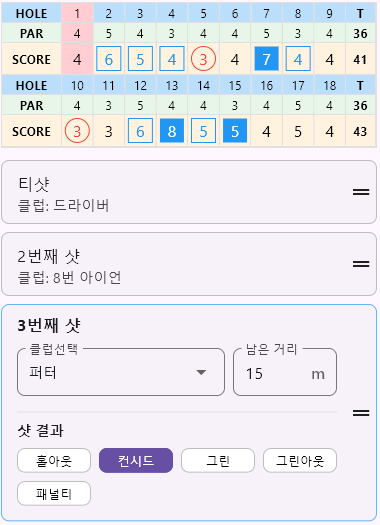 HOLE 1 2 3 4 5 6 7 8 9 T
PAR 4 5 4 3 4 4 4 5 3 4 36
SCORE 4 6 5 4 3 4 7 4 4 41
HOLE 10 11 12 13 14 15 16 17 18 T
PAR 4 3 5 4 4 3 4 5 4 36
SCORE 3 3 6 8 5 5 4 5 4 43
티샷
클럽: 드라이버
2번째 샷
클럽: 8번 아이언
3번째 샷
클럽선택 남은 거리
퍼터 15 m
샷 결과
홀아웃 컨시드 그린 그린아웃
패널티